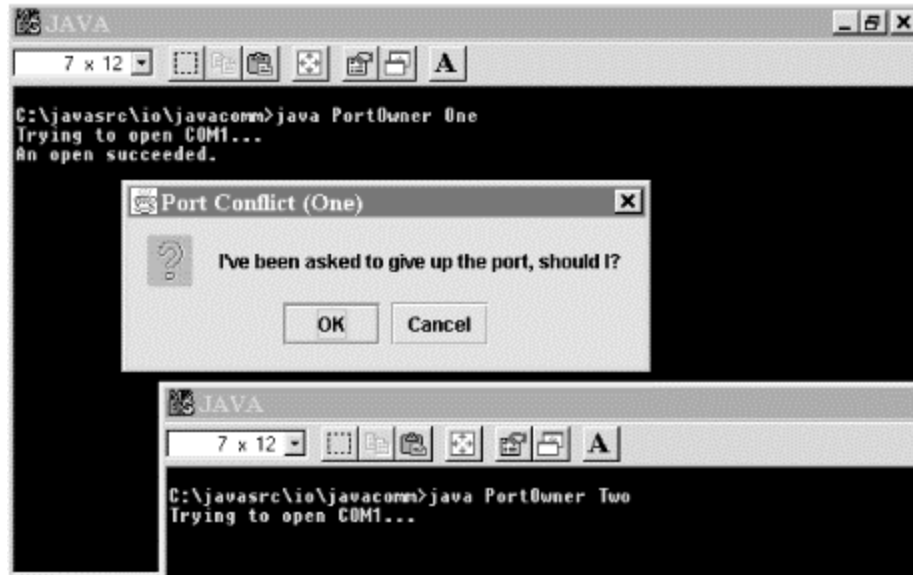 JAVA
7 x 12
A
C:\javasrc\io\javacomm>java PortOwner One
Trying to open COM1...
An open succeeded.
Port Conflict (One)
I've been asked to give up the port, should I?
OK Cancel
JAVA
7 x 12
A
C:\javasrc\io\javacomm>java PortOwner Two
Trying to open COM1...